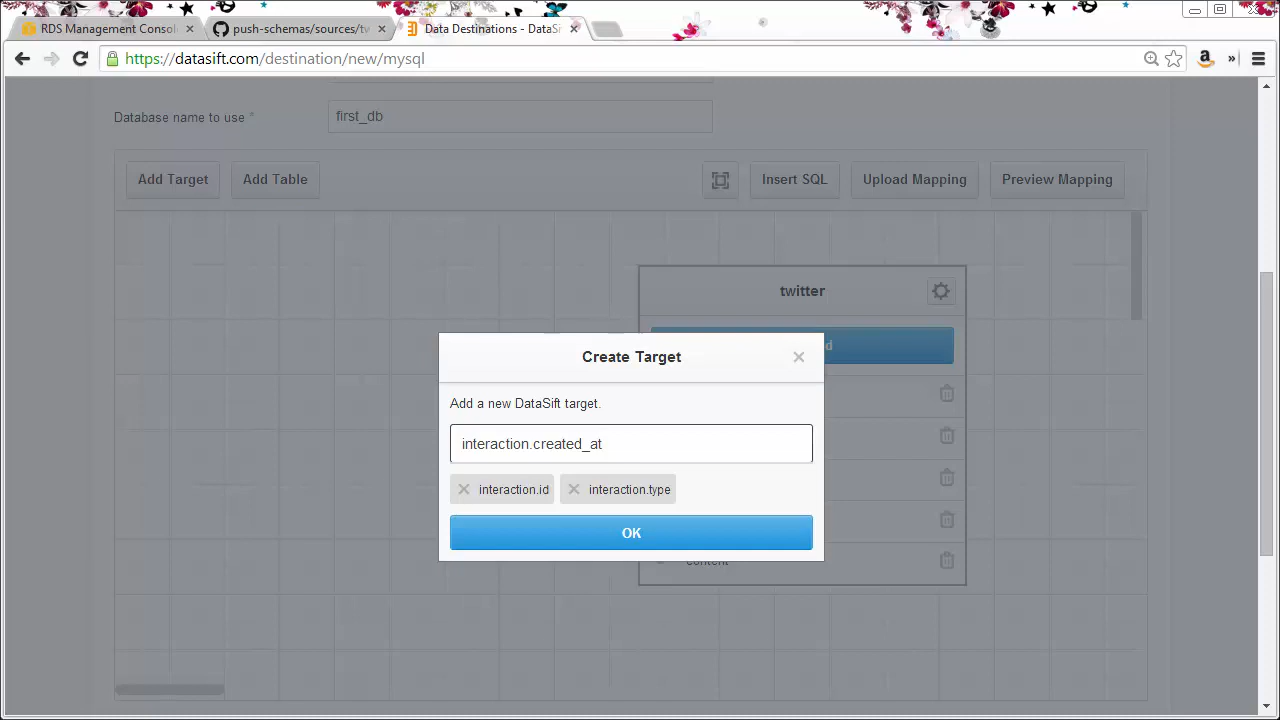 RDS Management Consol
push-schemas/sources/tw
Data Destinations - DataSi
https://datasift.com/destination/new/mysql
Database name to use *
first_db
Add Target
Add Table
Insert SQL
Upload Mapping
Preview Mapping
twitter
Create Target
Add a new DataSift target.
interaction.created_at
interaction.id
interaction.type
OK
content